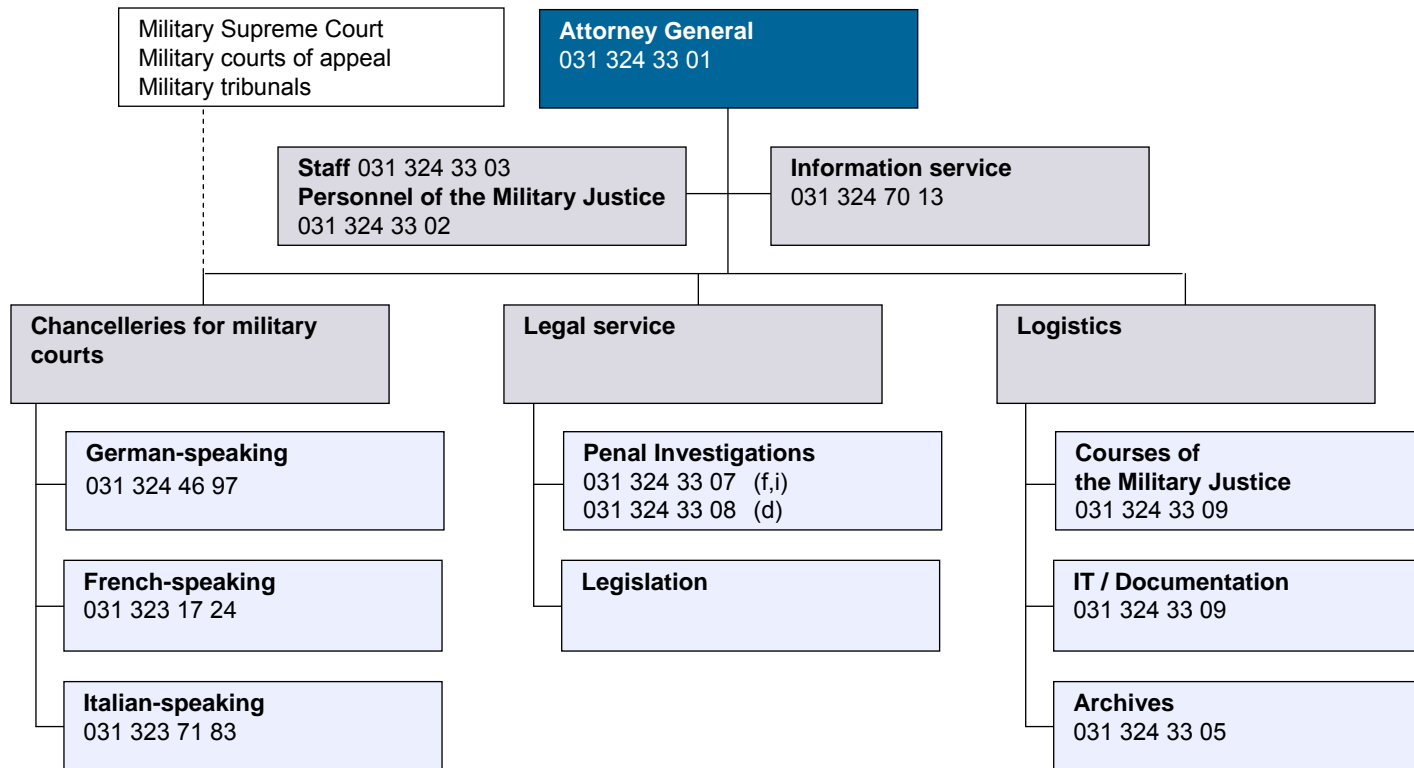 Military Supreme Court
Military courts of appeal
Military tribunals
Attorney General
031 324 33 01
Staff 031 324 33 03
Personnel of the Military Justice
031 324 33 02
Information service
031 324 70 13
Chancelleries for military
courts
Legal service
Logistics
German-speaking
031 324 46 97
Penal Investigations
031 324 33 07 (f,i)
031 324 33 08 (d)
Courses of
the Military Justice
031 324 33 09
French-speaking
031 323 17 24
Legislation
IT / Documentation
031 324 33 09
Italian-speaking
031 323 71 83
Archives
031 324 33 05